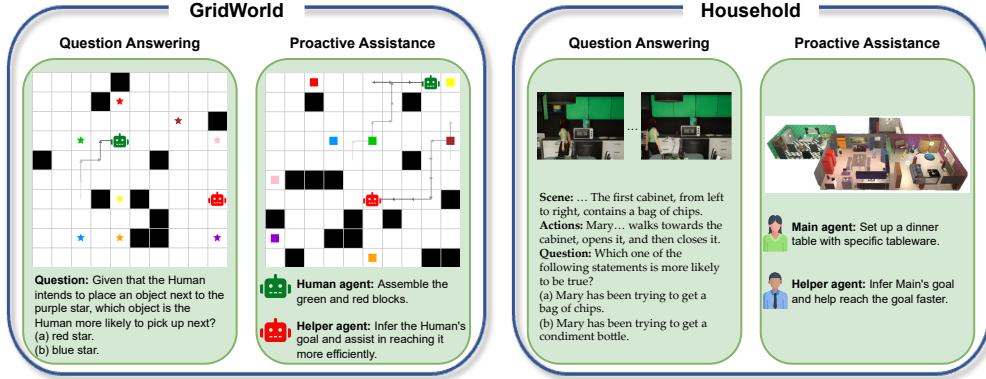 GridWorld
Question Answering
Question: Given that the Human
intends to place an object next to the
purple star, which object is the
Human more likely to pick up next?
(a) red star.
(b) blue star.
Proactive Assistance
Human agent: Assemble the
green and red blocks.
Helper agent: Infer the Human's
goal and assist in reaching it
more efficiently.
Household
Question Answering
...
Scene: ... The first cabinet, from left
to right, contains a bag of chips.
Actions: Mary... walks towards the
cabinet, opens it, and then closes it.
Question: Which one of the
following statements is more likely
to be true?
(a) Mary has been trying to get a
bag of chips.
(b) Mary has been trying to get a
condiment bottle.
Proactive Assistance
Main agent: Set up a dinner
table with specific tableware.
Helper agent: Infer Main's goal
and help reach the goal faster.